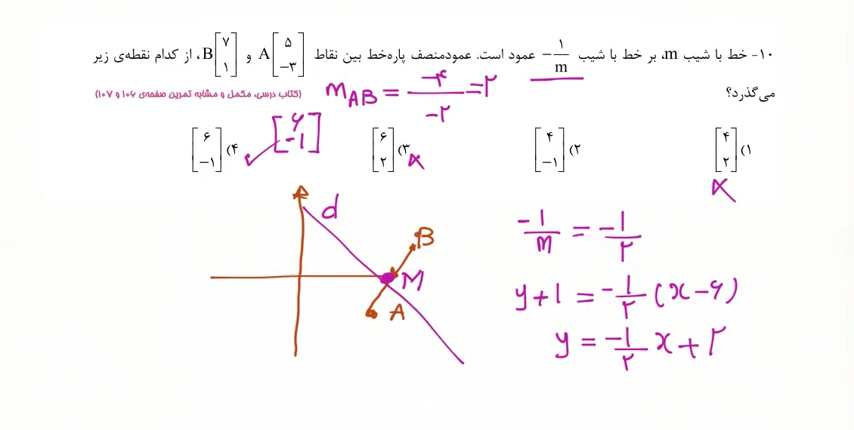 ۱۰- خط با شیب m، بر خط با شیب -1/m عمود است. عمودمنصف پاره‌خط بین نقاط A[۵ -۳] و B[۷ ۱]، از کدام نقطه‌ی زیر
می‌گذرد؟
(کتاب درسی، مکمل و مشابه تمرین صفحه‌ی ۱۰۶ و ۱۰۷)
m AB = -۴/-۲ = ۲
۱) [۴ ۲] ۲) [۴ -۱] ۳) [۶ ۲] ۴) [۶ -۱]
[۶ -1]
d
B
M
A
-1/m = -1/۲
y+1 = -1/۲ (x-۶)
y = -1/۲ x + ۲